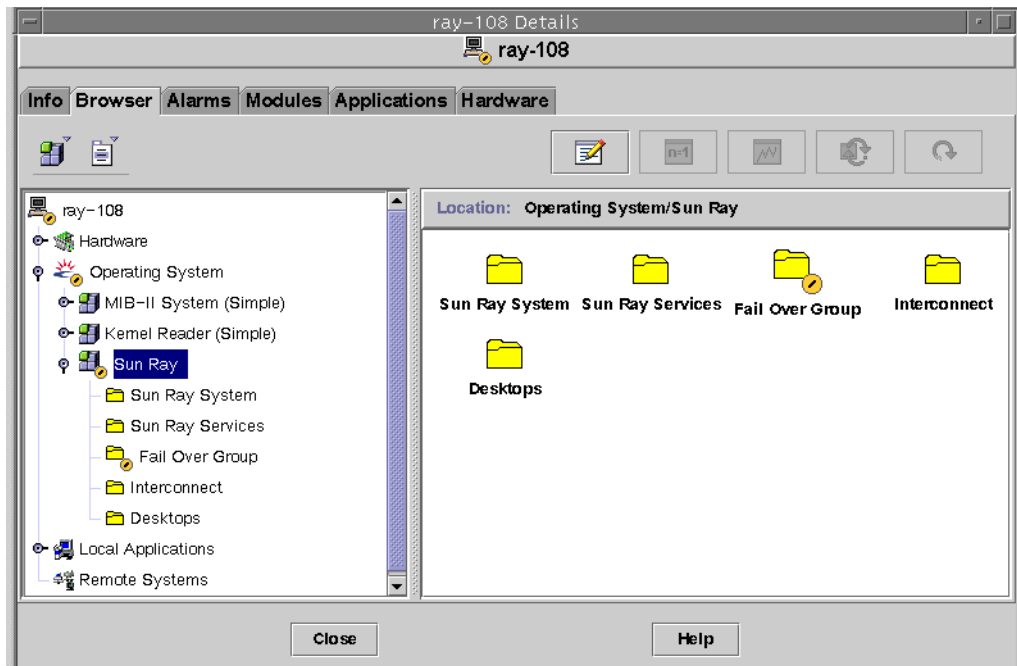 ray-108 Details
ray-108
Info Browser Alarms Modules Applications Hardware
n=1
ray-108
Hardware
Operating System
MIB-II System (Simple)
Kernel Reader (Simple)
Sun Ray
Sun Ray System
Sun Ray Services
Fail Over Group
Interconnect
Desktops
Local Applications
Remote Systems
Location: Operating System/Sun Ray
Sun Ray System Sun Ray Services Fail Over Group Interconnect
Desktops
Close Help